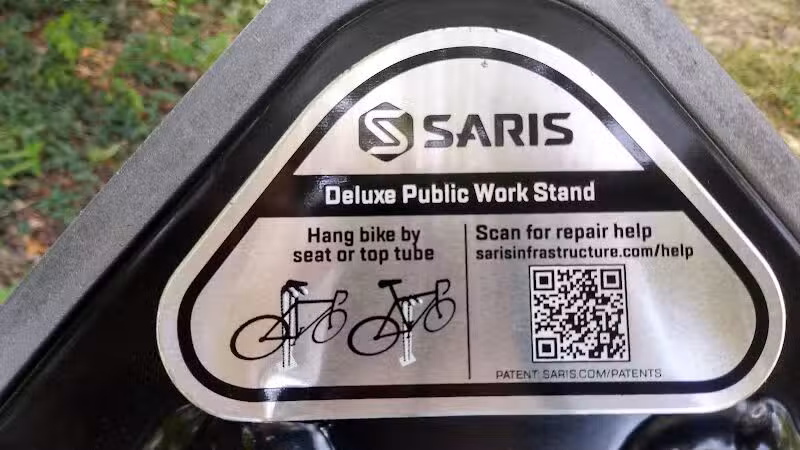 SARIS
Deluxe Public Work Stand
Hang bike by
seat or top tube
Scan for repair help
sarisinfrastructure.com/help
PATENT: SARIS.COM/PATENTS